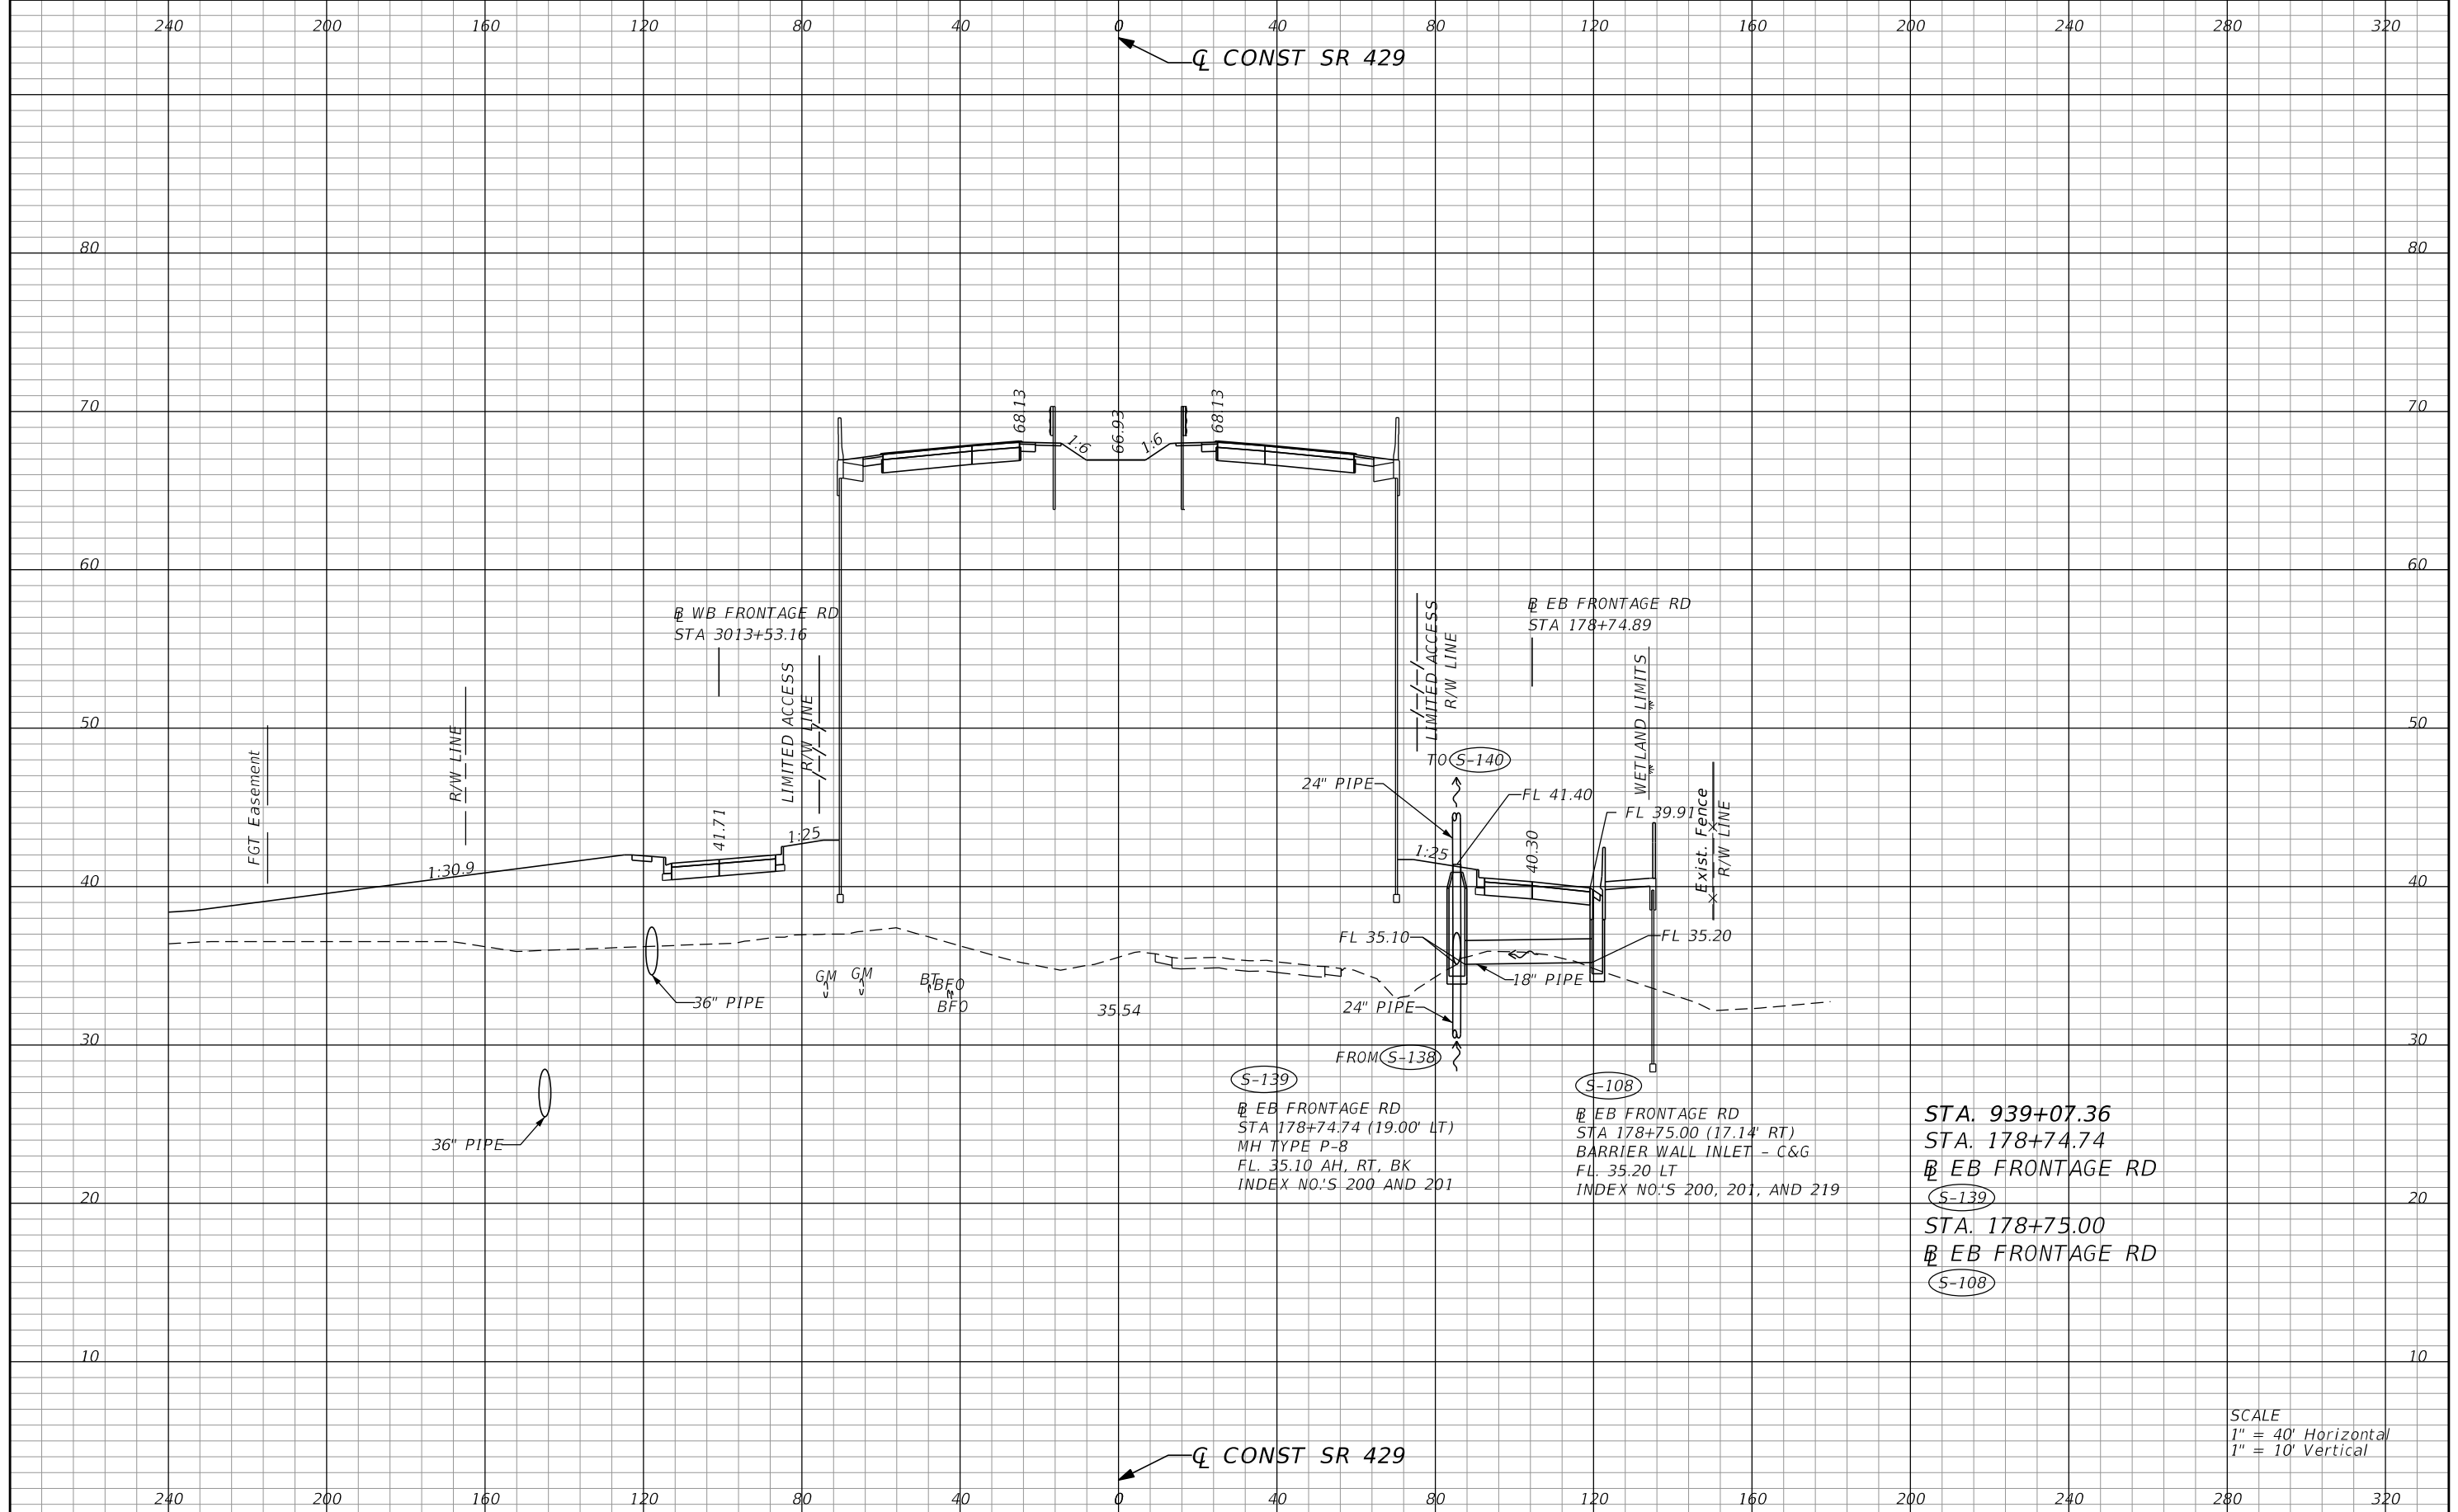 240 200 160 120 80 40 0 40 80 120 160 200 240 280 320
℄ CONST SR 429
80 80
70 70
68.13
66.93
68.13
1:6
1:6
60 60
℄ WB FRONTAGE RD
STA 3013+53.16
LIMITED ACCESS
R/W LINE
℄ EB FRONTAGE RD
STA 178+74.89
WETLAND LIMITS
50 50
FGT Easement
R/W LINE
LIMITED ACCESS
R/W LINE
TO S-140
24" PIPE
FL 41.40
FL 39.91
Exist. Fence
R/W LINE
41.71
1:25
1:25
40.30
1:30.9
40 40
FL 35.10
FL 35.20
GM
GM
BT
BFO
BFO
36" PIPE
35.54
18" PIPE
24" PIPE
30 30
FROM S-138
36" PIPE
S-139
℄ EB FRONTAGE RD
STA 178+74.74 (19.00' LT)
MH TYPE P-8
FL. 35.10 AH, RT, BK
INDEX NO.'S 200 AND 201
S-108
℄ EB FRONTAGE RD
STA 178+75.00 (17.14' RT)
BARRIER WALL INLET - C&G
FL. 35.20 LT
INDEX NO.'S 200, 201, AND 219
STA. 939+07.36
STA. 178+74.74
℄ EB FRONTAGE RD
S-139
STA. 178+75.00
℄ EB FRONTAGE RD
S-108
20 20
10 10
SCALE
1" = 40' Horizontal
1" = 10' Vertical
℄ CONST SR 429
240 200 160 120 80 40 0 40 80 120 160 200 240 280 320